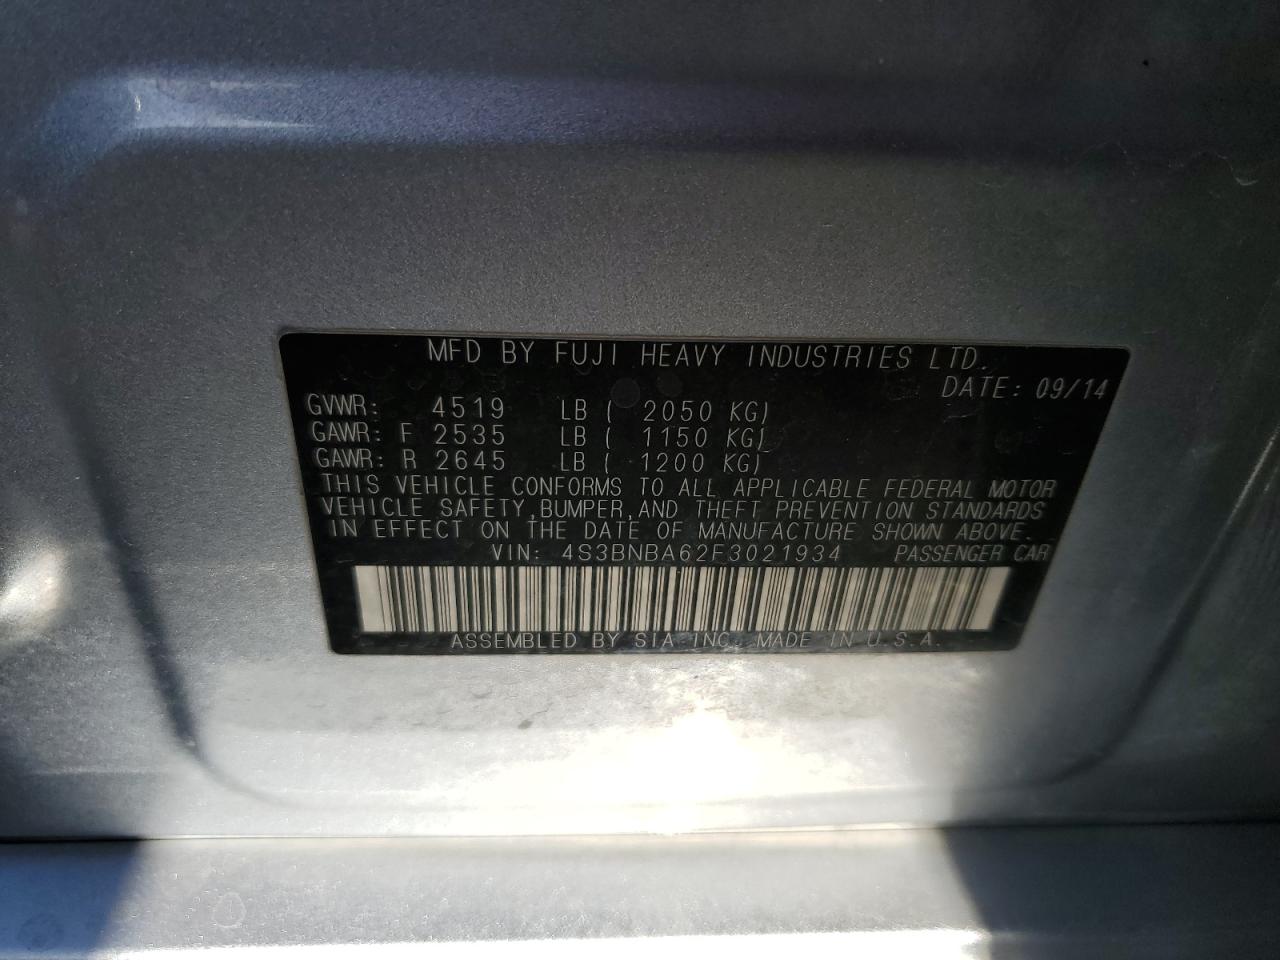 MFD BY FUJI HEAVY INDUSTRIES LTD.
DATE: 09/14
GVWR: 4519 LB ( 2050 KG)
GAWR: F 2535 LB ( 1150 KG)
GAWR: R 2645 LB ( 1200 KG)
THIS VEHICLE CONFORMS TO ALL APPLICABLE FEDERAL MOTOR
VEHICLE SAFETY, BUMPER, AND THEFT PREVENTION STANDARDS
IN EFFECT ON THE DATE OF MANUFACTURE SHOWN ABOVE.
VIN: 4S3BNBA62F3021934 PASSENGER CAR
ASSEMBLED BY SIA INC. MADE IN U.S.A.